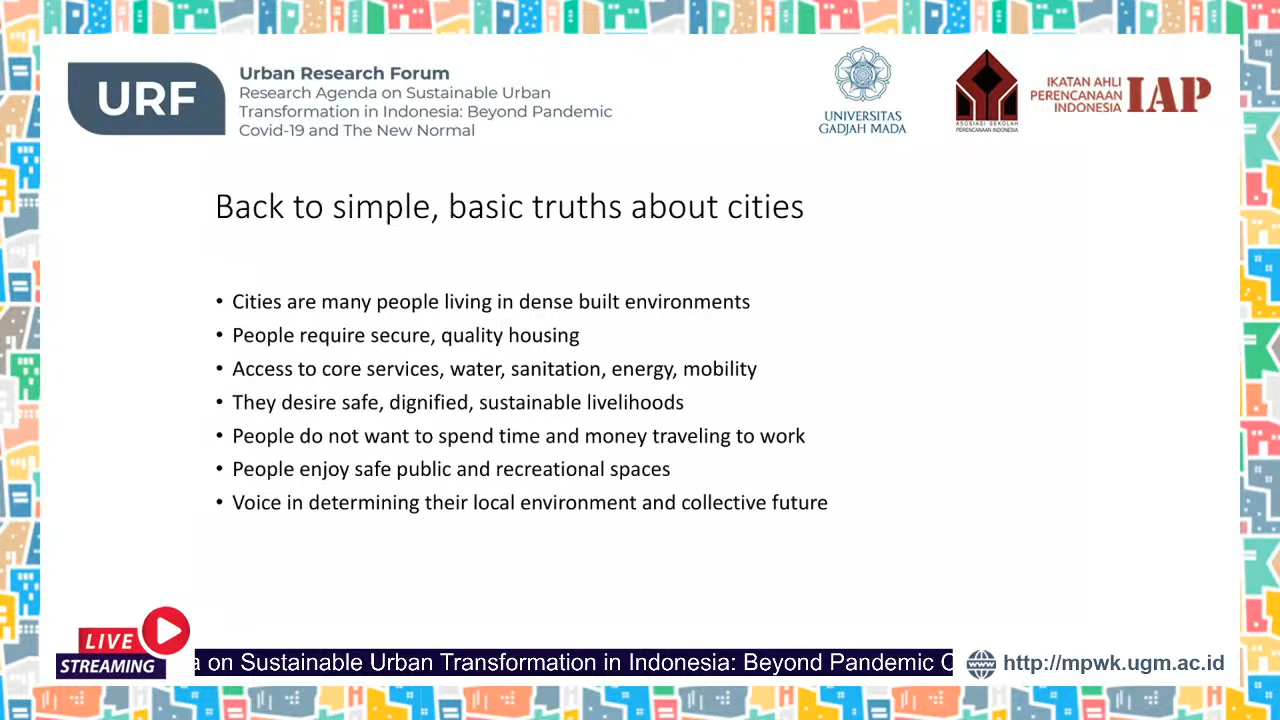 URF
Urban Research Forum
Research Agenda on Sustainable Urban
Transformation in Indonesia: Beyond Pandemic
Covid-19 and The New Normal
UNIVERSITAS
GADJAH MADA
ASOSIASI SEKOLAH
PERENCANAAN INDONESIA
IKATAN AHLI
PERENCANAAN
INDONESIA
IAP
Back to simple, basic truths about cities
• Cities are many people living in dense built environments
• People require secure, quality housing
• Access to core services, water, sanitation, energy, mobility
• They desire safe, dignified, sustainable livelihoods
• People do not want to spend time and money traveling to work
• People enjoy safe public and recreational spaces
• Voice in determining their local environment and collective future
LIVE
STREAMING
on Sustainable Urban Transformation in Indonesia: Beyond Pandemic
http://mpwk.ugm.ac.id